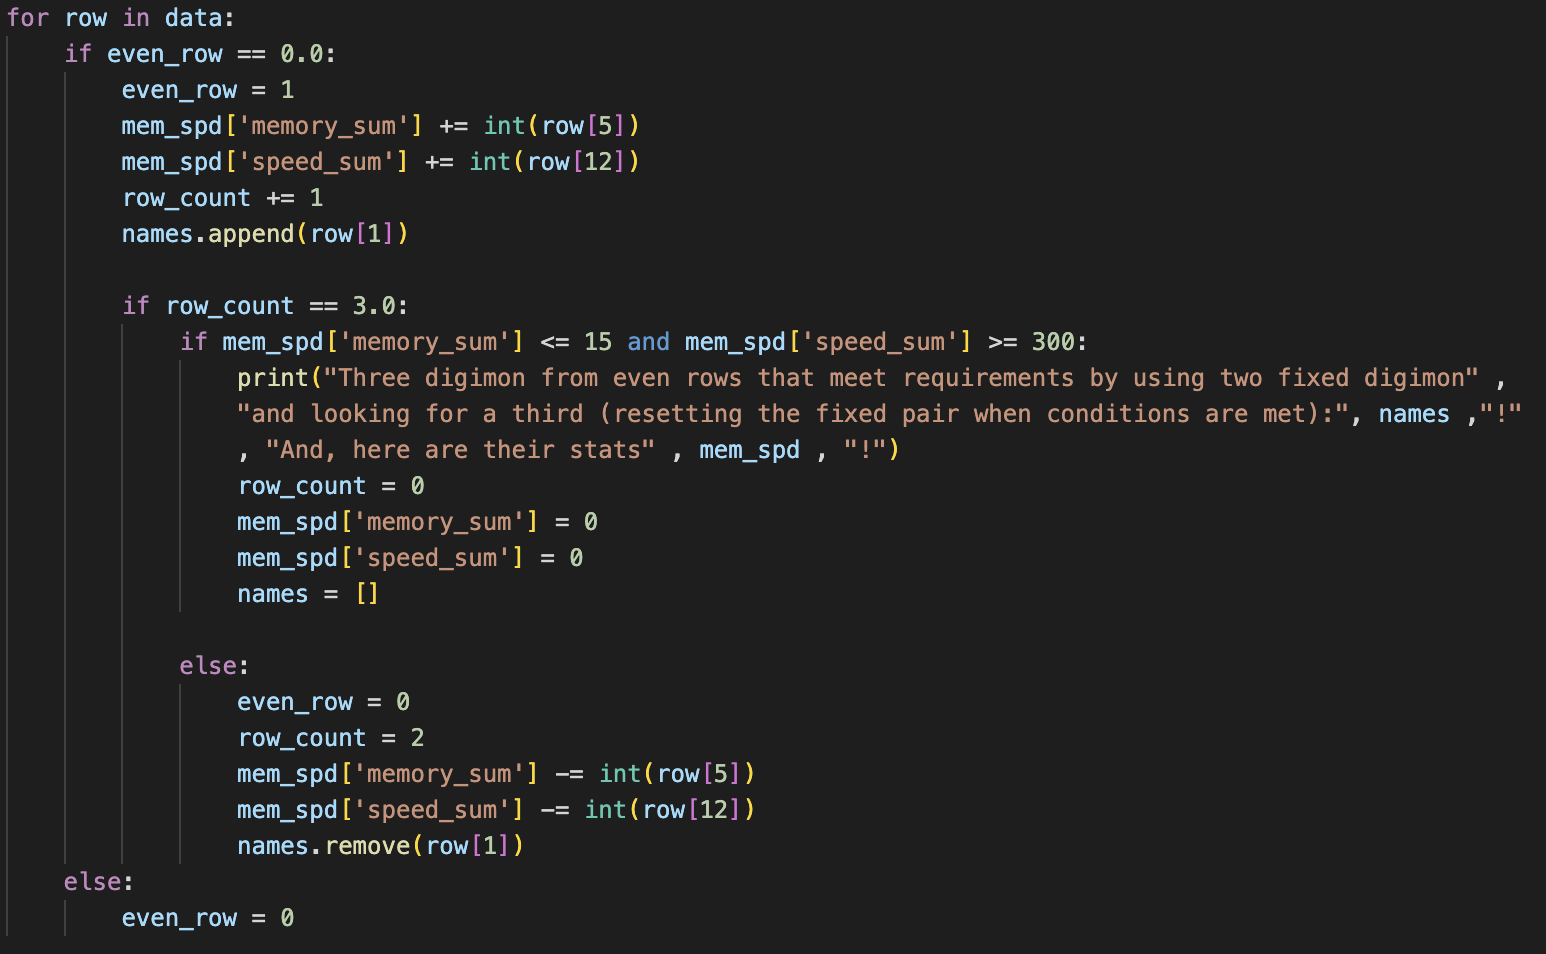 for row in data:
    if even_row == 0.0:
        even_row = 1
        mem_spd['memory_sum'] += int(row[5])
        mem_spd['speed_sum'] += int(row[12])
        row_count += 1
        names.append(row[1])

        if row_count == 3.0:
            if mem_spd['memory_sum'] <= 15 and mem_spd['speed_sum'] >= 300:
                print("Three digimon from even rows that meet requirements by using two fixed digimon" ,
                "and looking for a third (resetting the fixed pair when conditions are met):", names ,"!"
                , "And, here are their stats" , mem_spd , "!")
                row_count = 0
                mem_spd['memory_sum'] = 0
                mem_spd['speed_sum'] = 0
                names = []

            else:
                even_row = 0
                row_count = 2
                mem_spd['memory_sum'] -= int(row[5])
                mem_spd['speed_sum'] -= int(row[12])
                names.remove(row[1])
    else:
        even_row = 0